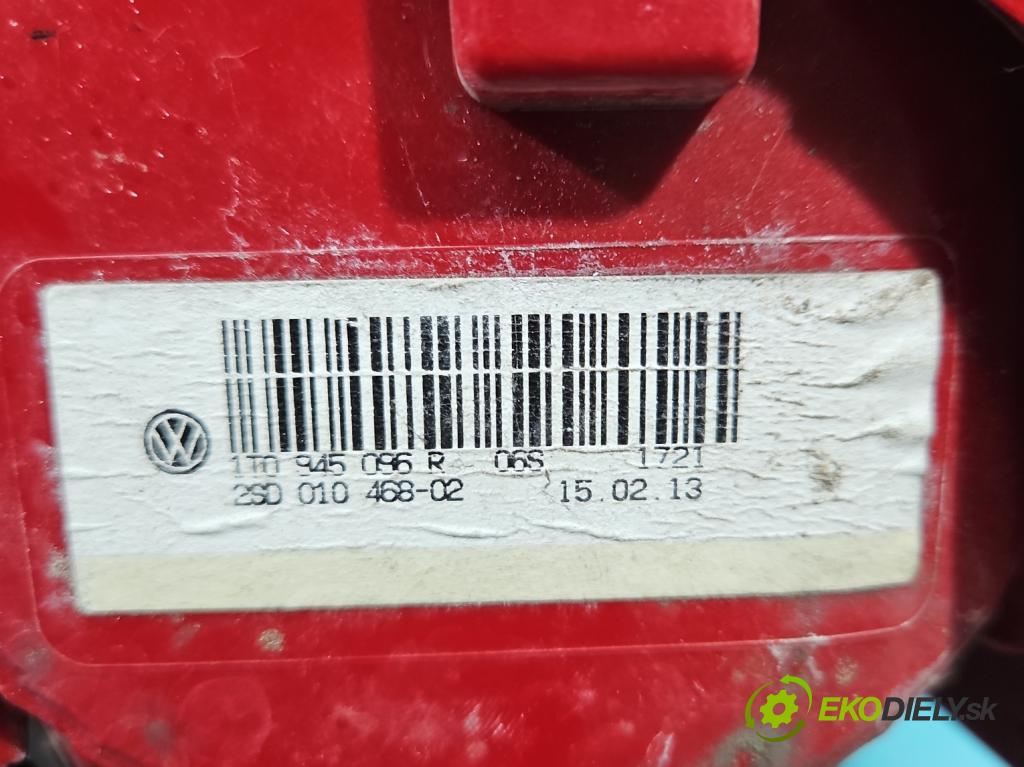 1T0 945 096 R 06S 1721
2SD 010 468-02 15.02.13
EKODIELY.sk